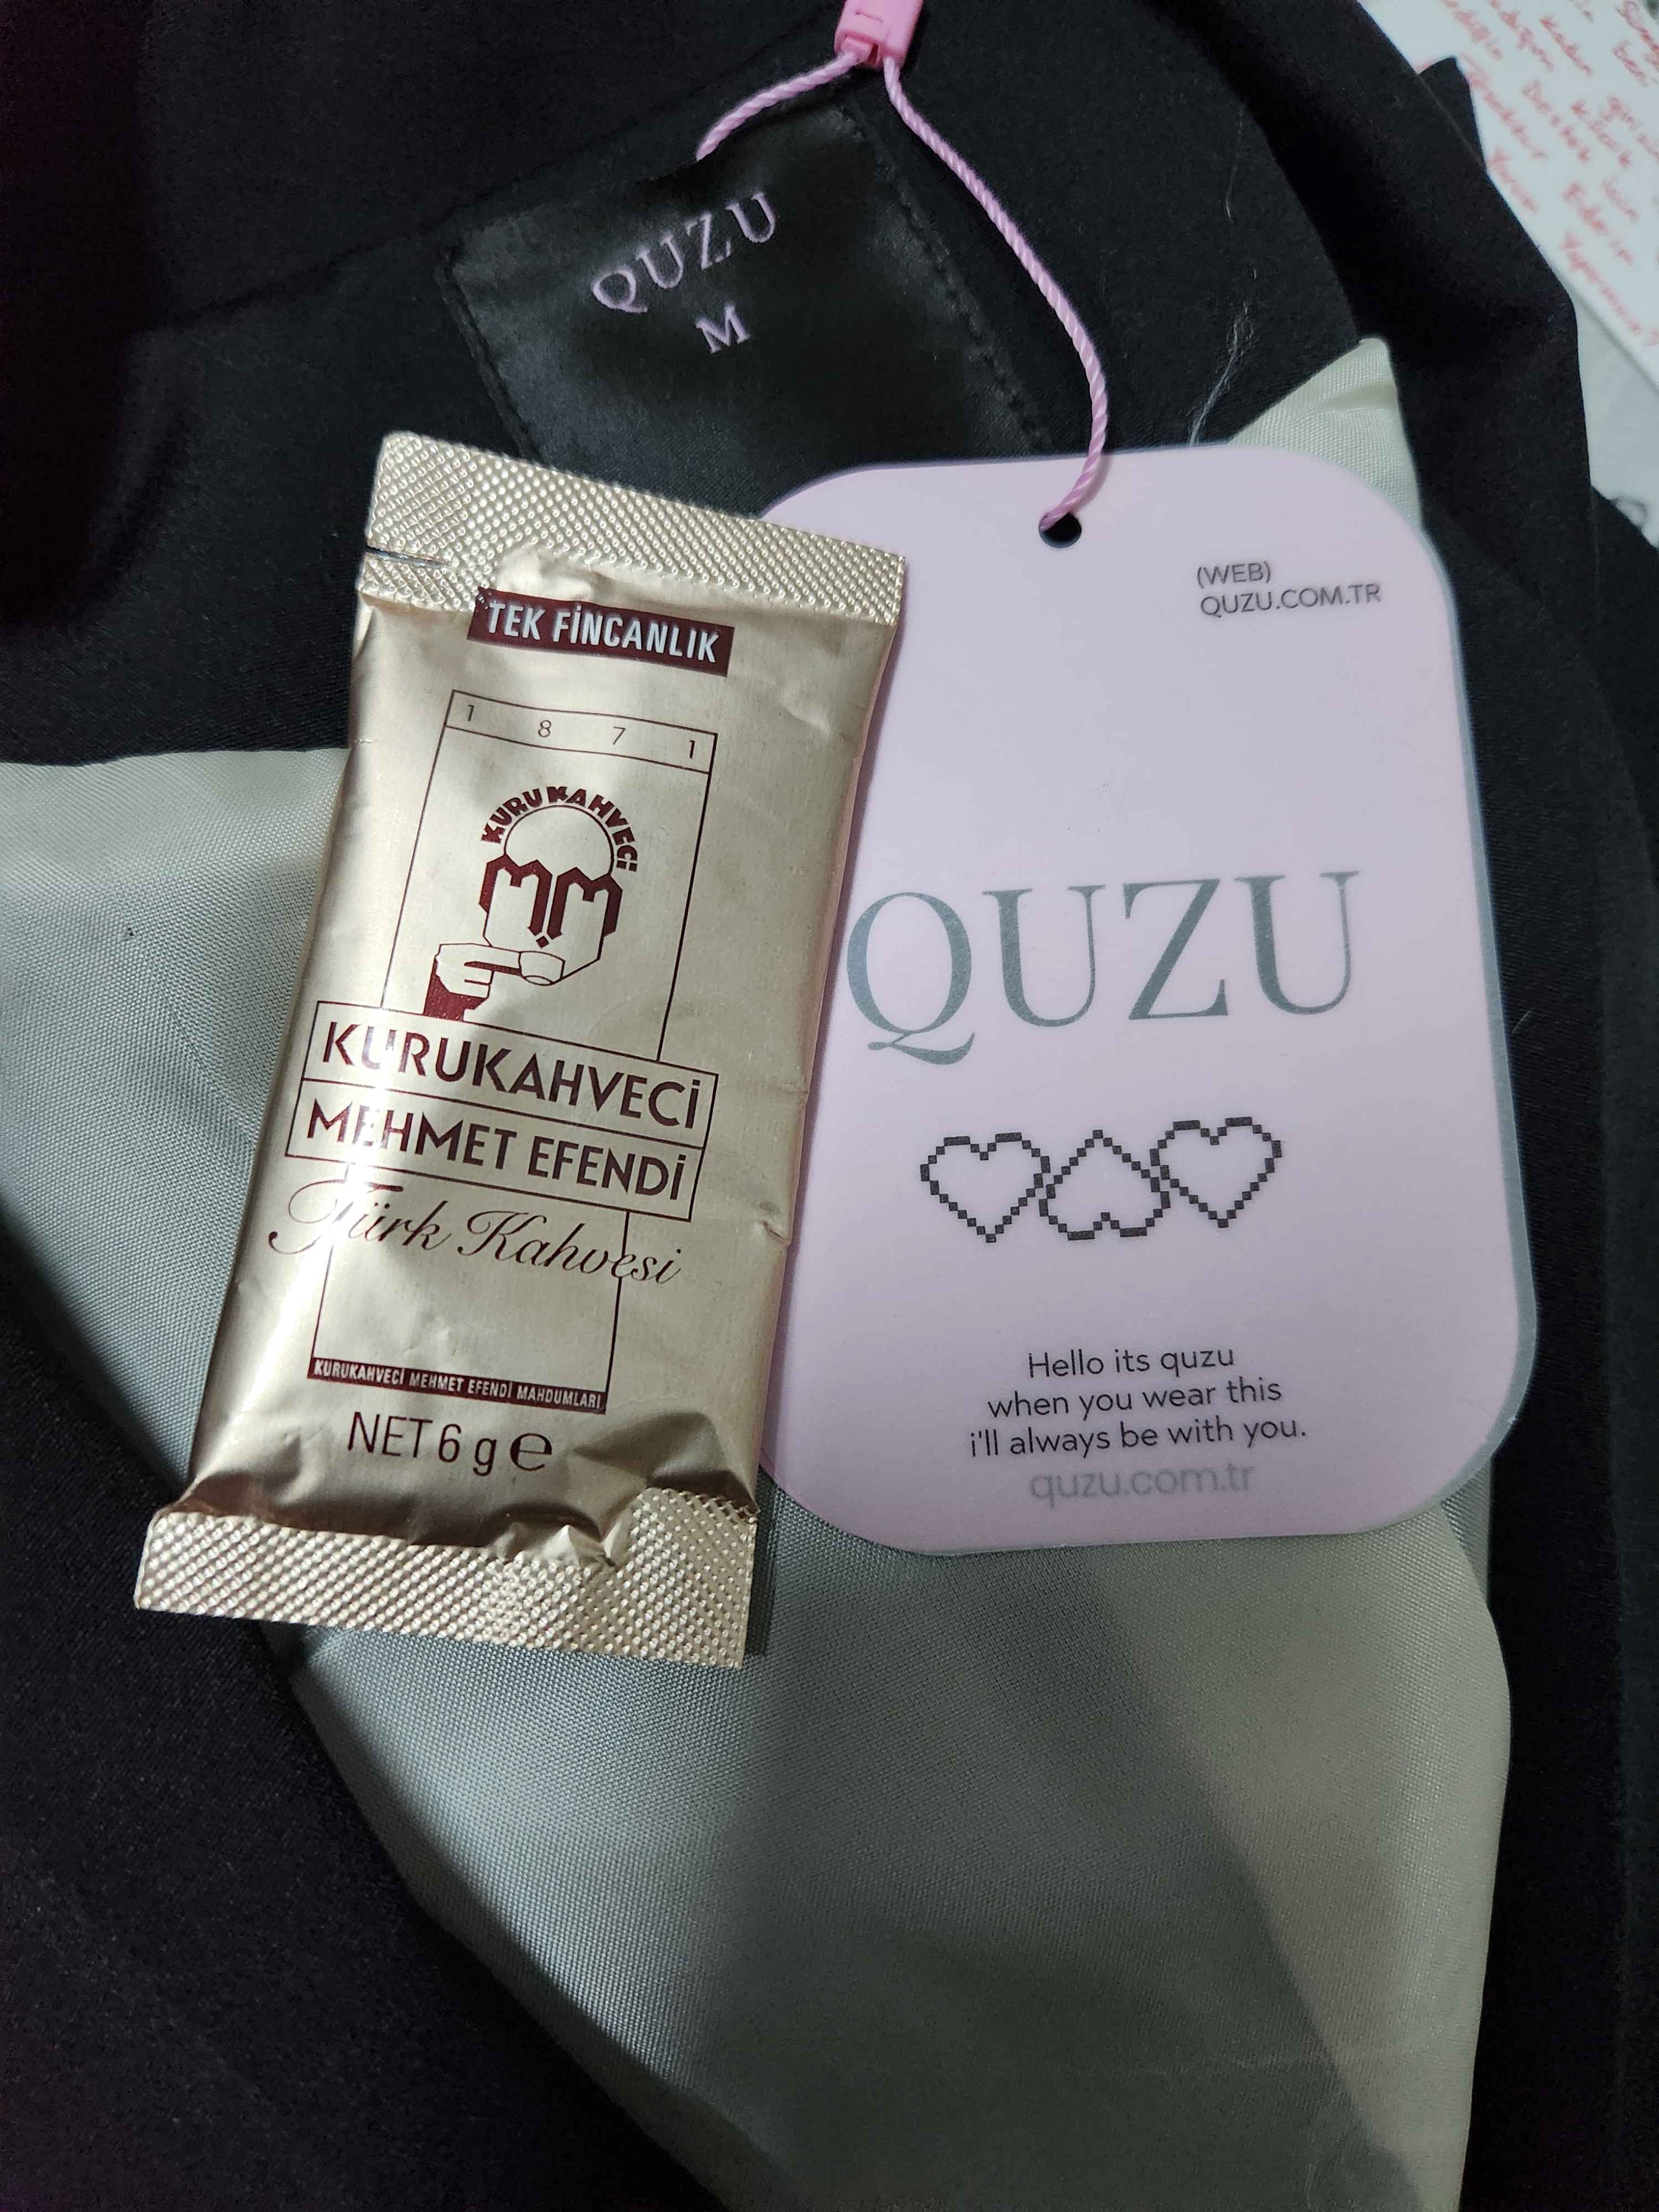 QUZU
M
(WEB)
QUZU.COM.TR
QUZU
Hello its quzu
when you wear this
i'll always be with you.
quzu.com.tr
TEK FİNCANLIK
1 8 7 1
KURUKAHVECİ
MM
KURUKAHVECİ
MEHMET EFENDİ
Türk Kahvesi
KURUKAHVECİ MEHMET EFENDİ MAHDUMLARI
NET 6 g e